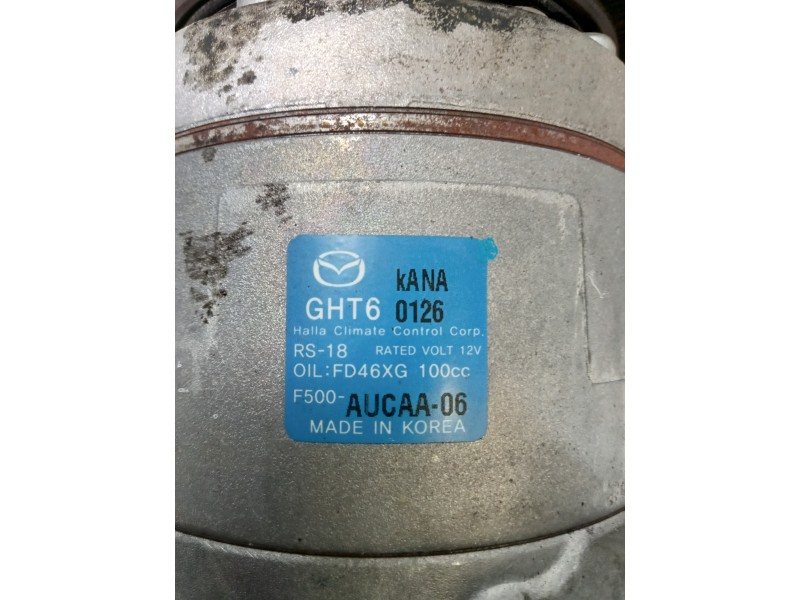 GHT6 kANA
0126
Halla Climate Control Corp.
RS-18 RATED VOLT 12V
OIL:FD46XG 100cc
F500-AUCAA-06
MADE IN KOREA